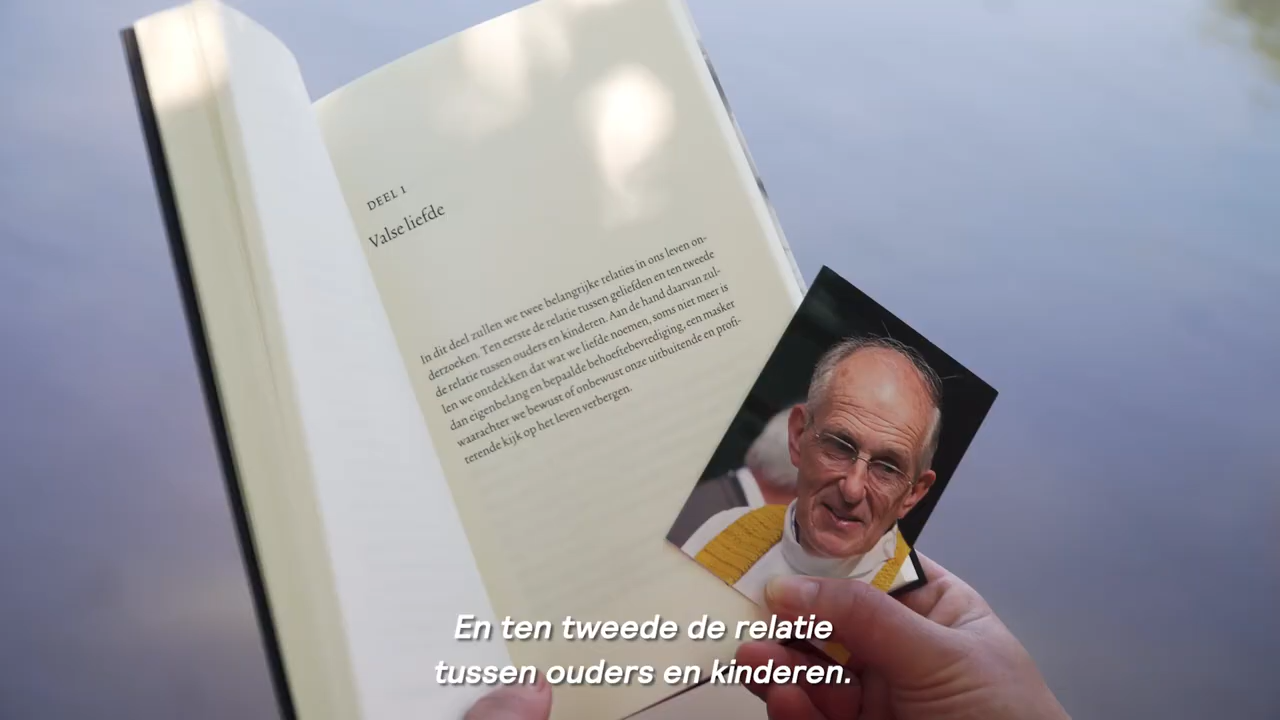 DEEL I
Valse liefde
In dit deel zullen we twee belangrijke relaties in ons leven on-
derzoeken. Ten eerste de relatie tussen geliefden en ten tweede
de relatie tussen ouders en kinderen. Aan de hand daarvan zul-
len we ontdekken dat wat we liefde noemen, soms niet meer is
dan eigenbelang en bepaalde behoeftebevrediging, een masker
waarachter we bewust of onbewust onze uitbuitende en profi-
terende kijk op het leven verbergen.
En ten tweede de relatie
tussen ouders en kinderen.